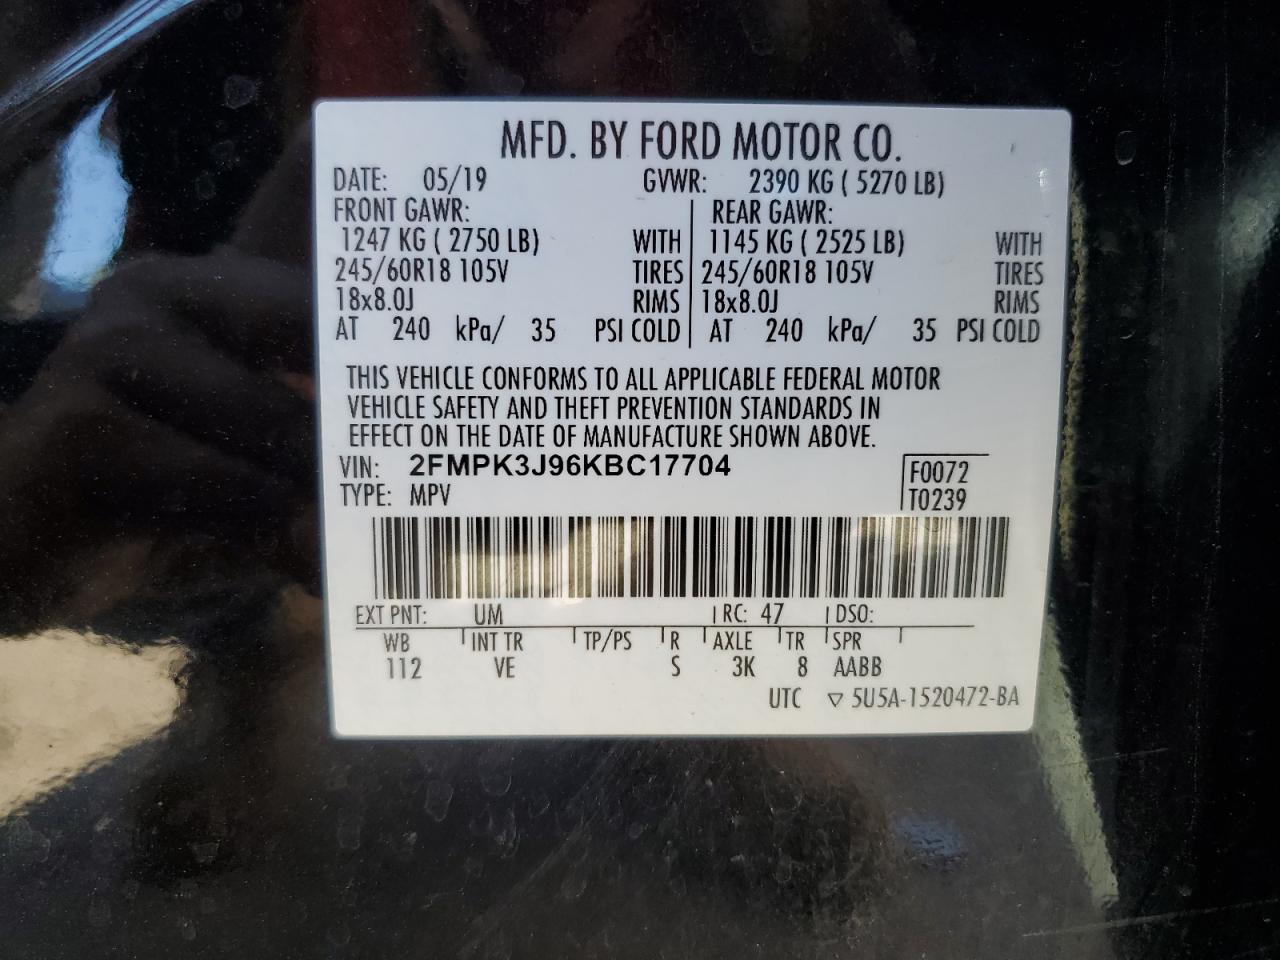 MFD. BY FORD MOTOR CO.
DATE: 05/19 GVWR: 2390 KG ( 5270 LB)
FRONT GAWR: REAR GAWR:
1247 KG ( 2750 LB) WITH 1145 KG ( 2525 LB) WITH
245/60R18 105V TIRES 245/60R18 105V TIRES
18x8.0J RIMS 18x8.0J RIMS
AT 240 kPa/ 35 PSI COLD AT 240 kPa/ 35 PSI COLD
THIS VEHICLE CONFORMS TO ALL APPLICABLE FEDERAL MOTOR
VEHICLE SAFETY AND THEFT PREVENTION STANDARDS IN
EFFECT ON THE DATE OF MANUFACTURE SHOWN ABOVE.
VIN: 2FMPK3J96KBC17704 F0072
TYPE: MPV T0239
EXT PNT: UM RC: 47 DSO:
WB INT TR TP/PS R AXLE TR SPR
112 VE S 3K 8 AABB
UTC ▽ 5U5A-1520472-BA